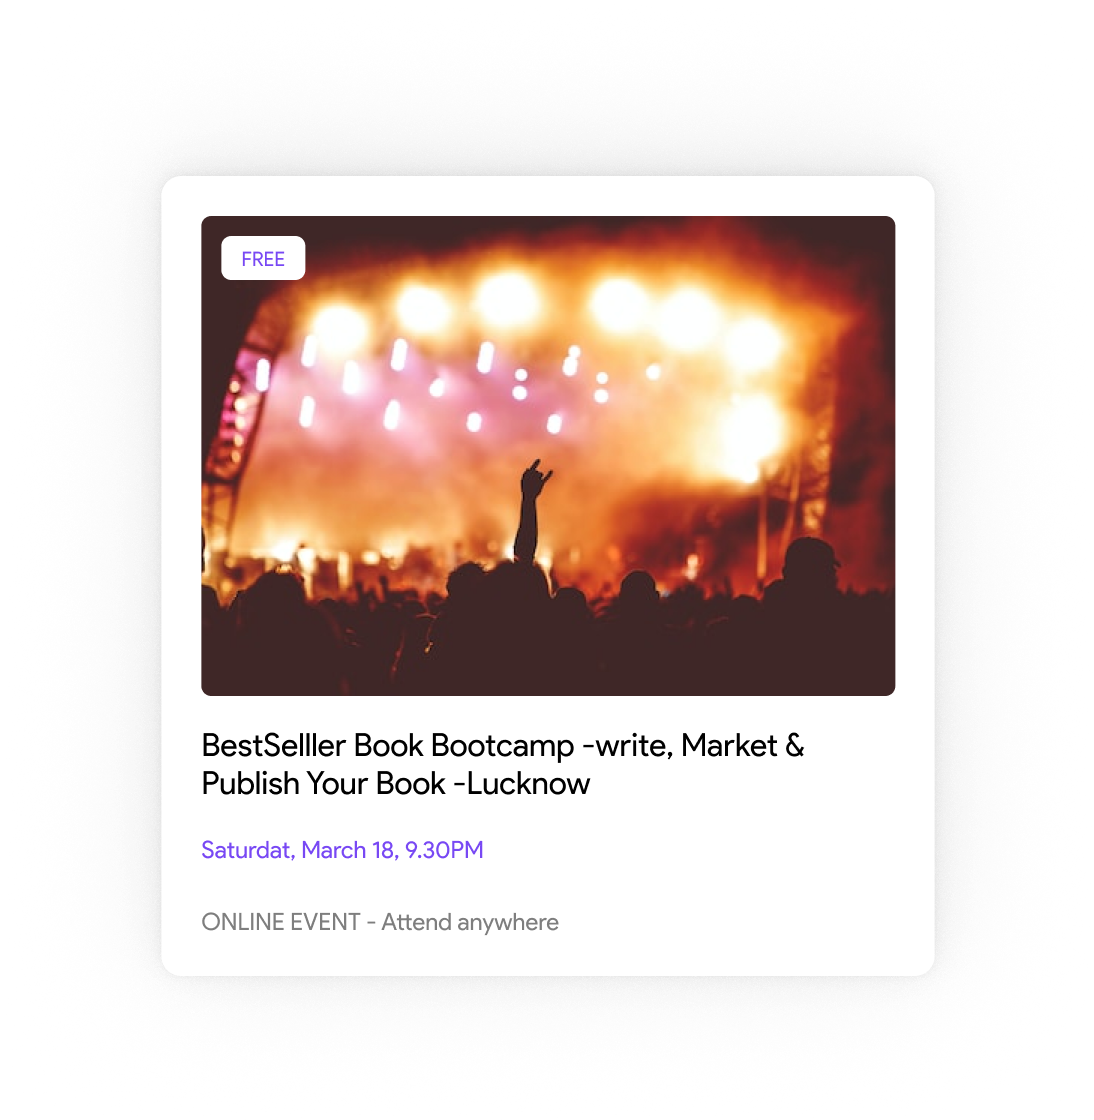 FREE
BestSelller Book Bootcamp -write, Market &
Publish Your Book -Lucknow
Saturdat, March 18, 9.30PM
ONLINE EVENT - Attend anywhere